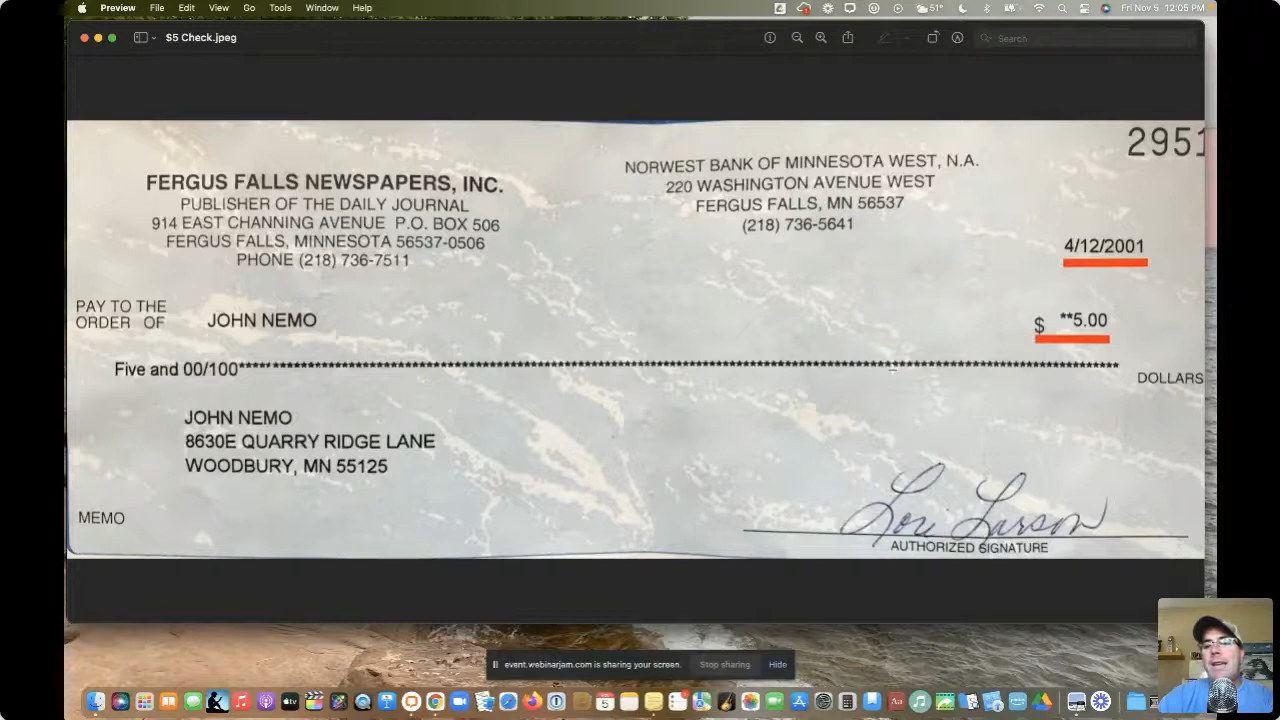 Preview File Edit View Go Tools Window Help 51° Fri Nov 5 12:05 PM
$5 Check.jpeg Search
2951
FERGUS FALLS NEWSPAPERS, INC.
PUBLISHER OF THE DAILY JOURNAL
914 EAST CHANNING AVENUE P.O. BOX 506
FERGUS FALLS, MINNESOTA 56537-0506
PHONE (218) 736-7511
NORWEST BANK OF MINNESOTA WEST, N.A.
220 WASHINGTON AVENUE WEST
FERGUS FALLS, MN 56537
(218) 736-5641
4/12/2001
PAY TO THE
ORDER OF JOHN NEMO
$ **5.00
Five and 00/100**************************************************************************************************************
DOLLARS
JOHN NEMO
8630E QUARRY RIDGE LANE
WOODBURY, MN 55125
MEMO
Lori Larson
AUTHORIZED SIGNATURE
event.webinarjam.com is sharing your screen. Stop sharing Hide